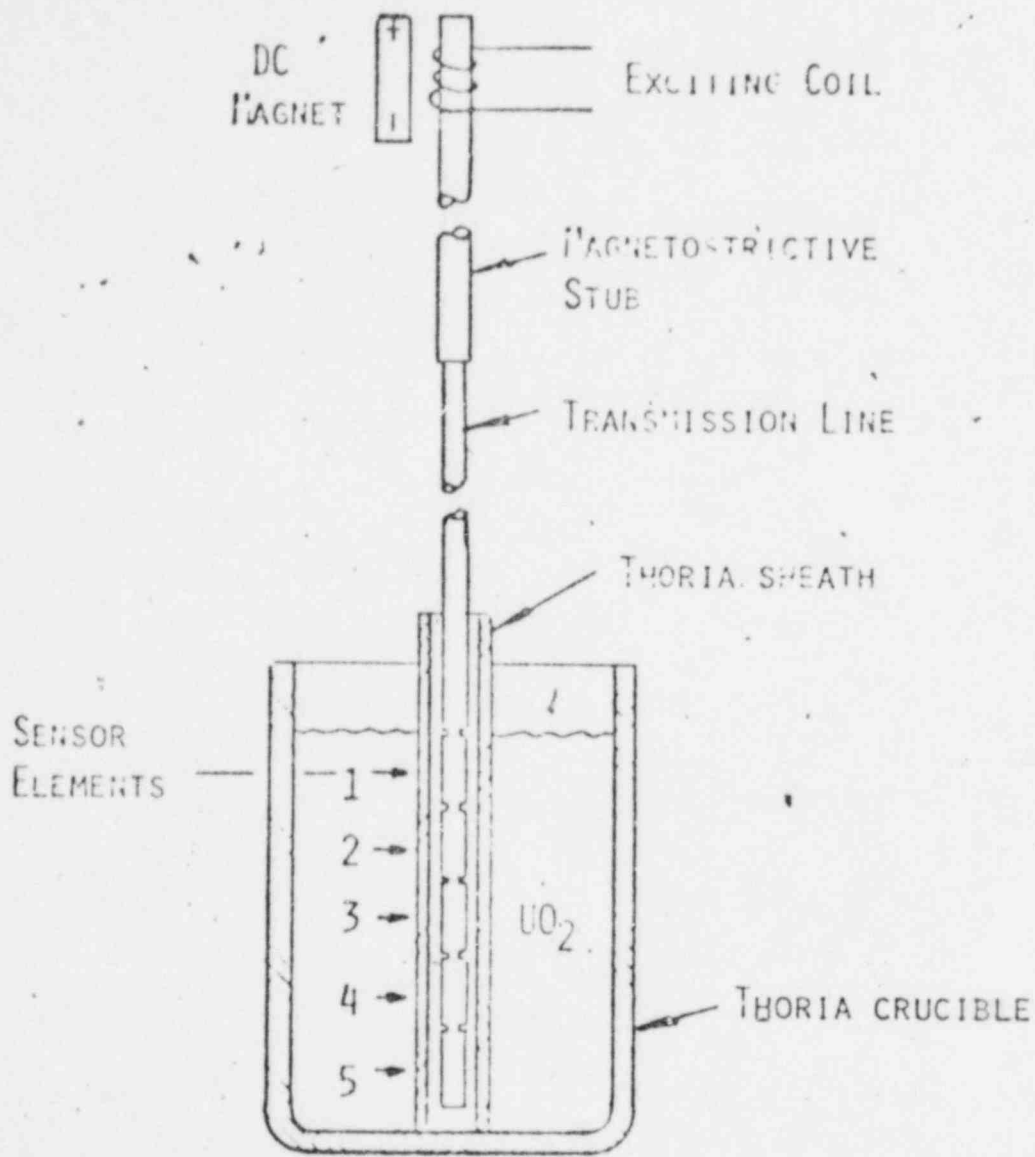 DC
MAGNET
+
-
EXCITING COIL
MAGNETOSTRICTIVE
STUB
TRANSMISSION LINE
THORIA SHEATH
SENSOR
ELEMENTS
1
2
3
4
5
UO2
THORIA CRUCIBLE